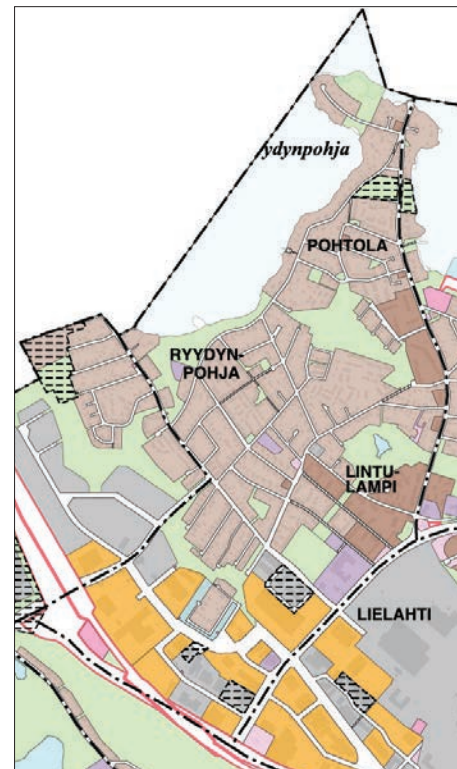 ydynpohja
POHTOLA
RYYDYN-
POHJA
LINTU-
LAMPI
LIELAHTI